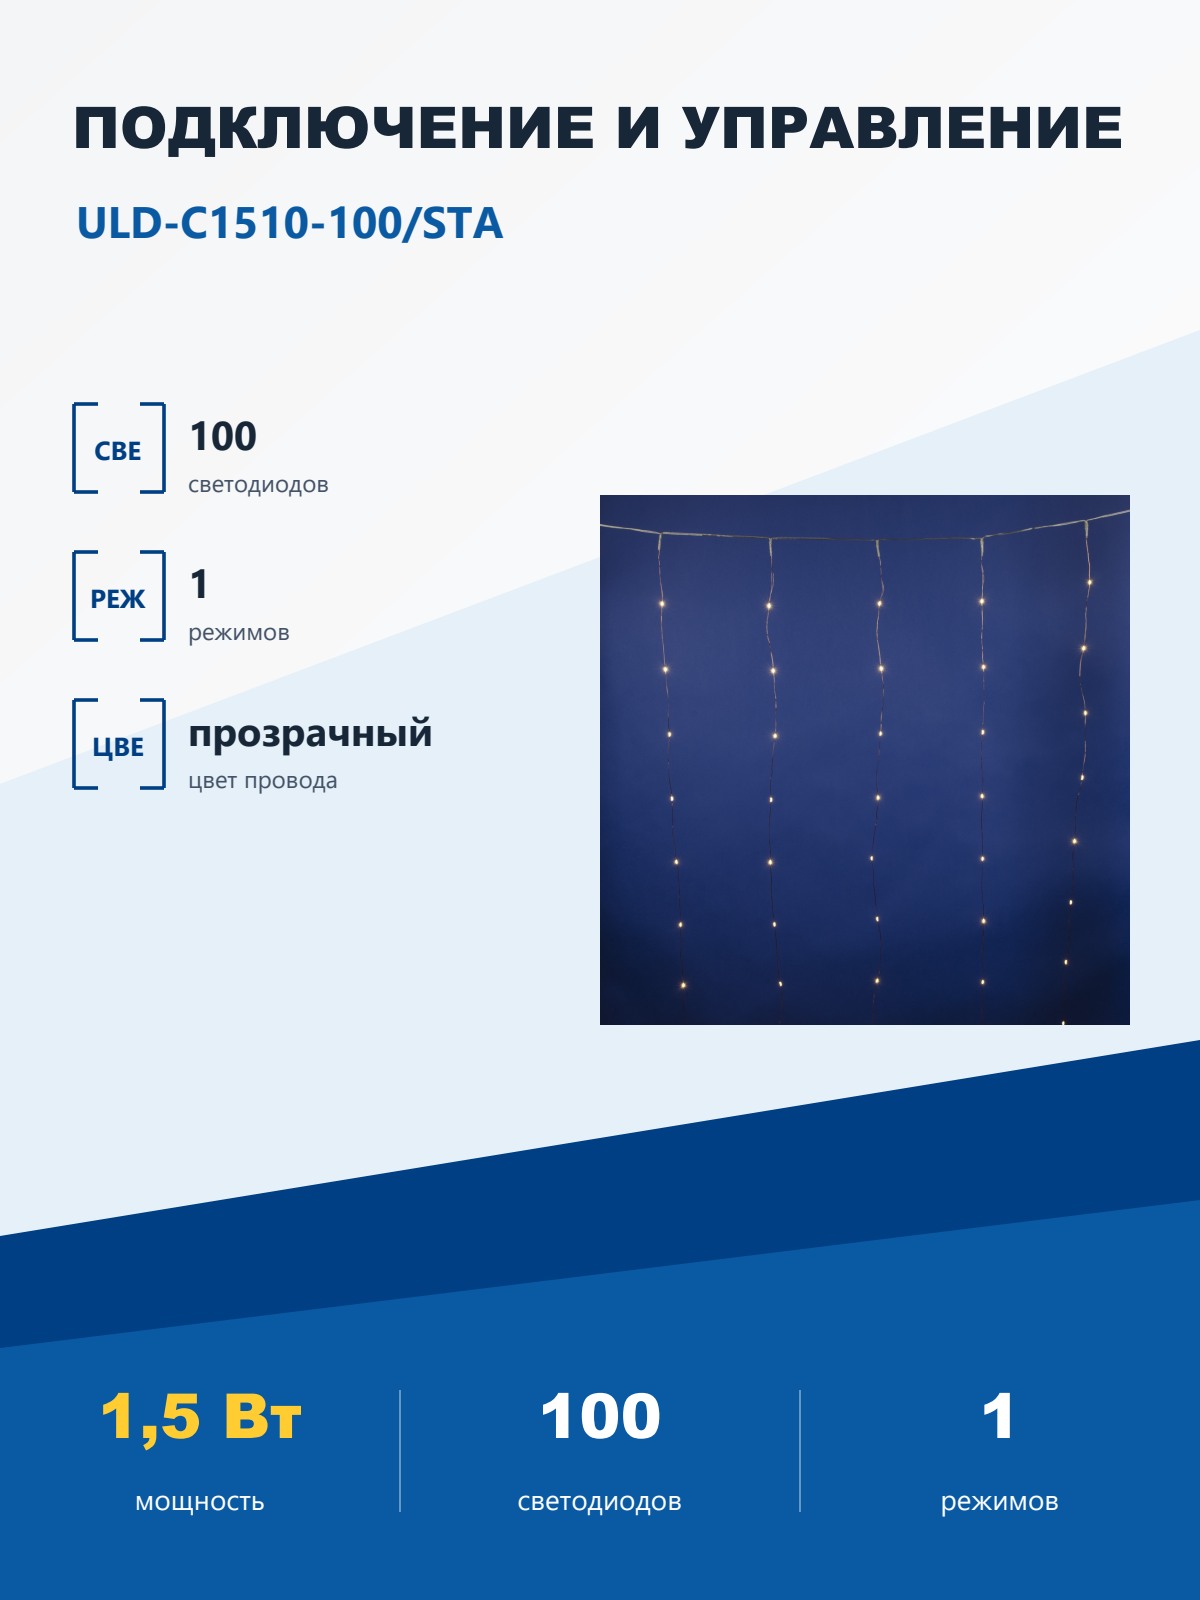 ПОДКЛЮЧЕНИЕ И УПРАВЛЕНИЕ
ULD-C1510-100/STA
СВЕ
100
светодиодов
РЕЖ
1
режимов
ЦВЕ
прозрачный
цвет провода
1,5 Вт
мощность
100
светодиодов
1
режимов